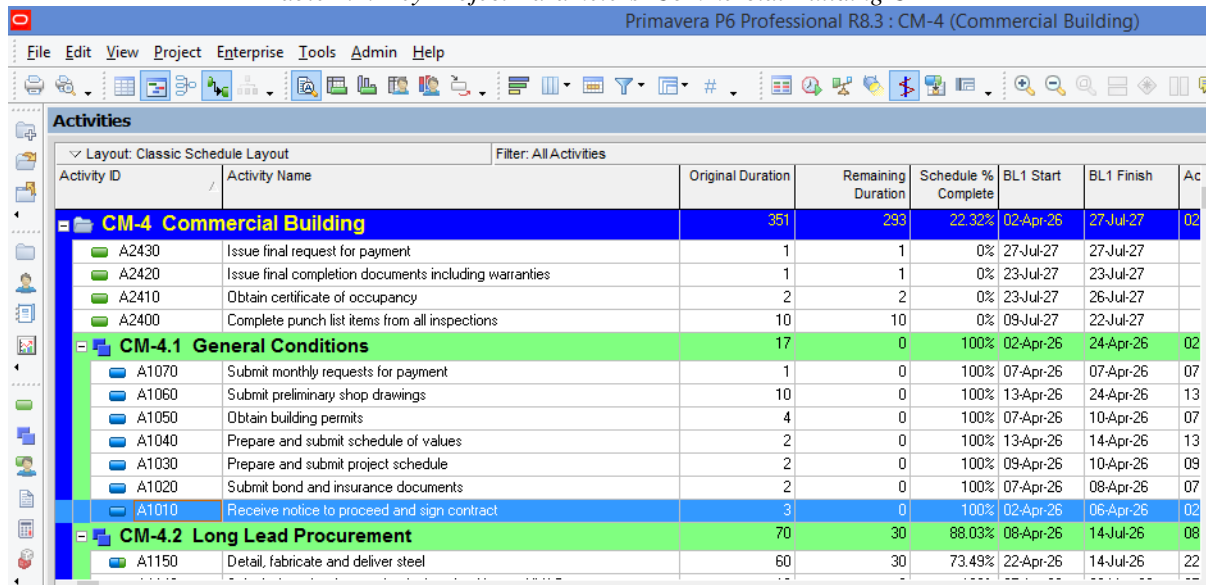 Primavera P6 Professional R8.3 : CM-4 (Commercial Building)
File Edit View Project Enterprise Tools Admin Help
Activities
Layout: Classic Schedule Layout Filter: All Activities
Activity ID Activity Name Original Duration Remaining Duration Schedule % Complete BL1 Start BL1 Finish Ac
CM-4 Commercial Building 351 293 22.32% 02-Apr-26 27-Jul-27 02
A2430 Issue final request for payment 1 1 0% 27-Jul-27 27-Jul-27
A2420 Issue final completion documents including warranties 1 1 0% 23-Jul-27 23-Jul-27
A2410 Obtain certificate of occupancy 2 2 0% 23-Jul-27 26-Jul-27
A2400 Complete punch list items from all inspections 10 10 0% 09-Jul-27 22-Jul-27
CM-4.1 General Conditions 17 0 100% 02-Apr-26 24-Apr-26 02
A1070 Submit monthly requests for payment 1 0 100% 07-Apr-26 07-Apr-26 07
A1060 Submit preliminary shop drawings 10 0 100% 13-Apr-26 24-Apr-26 13
A1050 Obtain building permits 4 0 100% 07-Apr-26 10-Apr-26 07
A1040 Prepare and submit schedule of values 2 0 100% 13-Apr-26 14-Apr-26 13
A1030 Prepare and submit project schedule 2 0 100% 09-Apr-26 10-Apr-26 09
A1020 Submit bond and insurance documents 2 0 100% 07-Apr-26 08-Apr-26 07
A1010 Receive notice to proceed and sign contract 3 0 100% 02-Apr-26 06-Apr-26 02
CM-4.2 Long Lead Procurement 70 30 88.03% 08-Apr-26 14-Jul-26 08
A1150 Detail, fabricate and deliver steel 60 30 73.49% 22-Apr-26 14-Jul-26 22